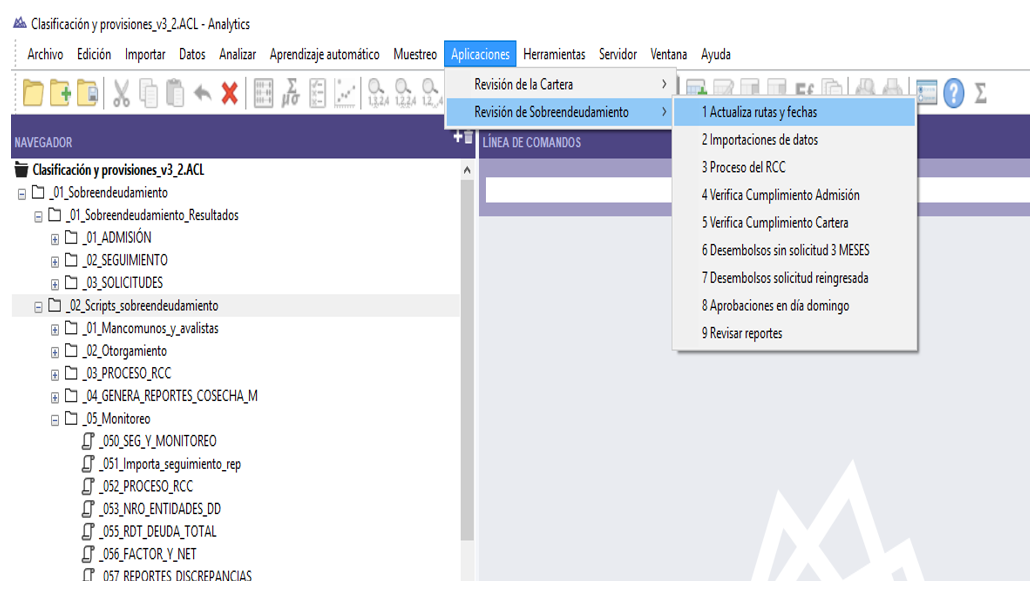 Clasificación y provisiones_v3_2.ACL - Analytics
Archivo Edición Importar Datos Analizar Aprendizaje automático Muestreo Aplicaciones Herramientas Servidor Ventana Ayuda
Revisión de la Cartera
Revisión de Sobreendeudamiento
1 Actualiza rutas y fechas
2 Importaciones de datos
3 Proceso del RCC
4 Verifica Cumplimiento Admisión
5 Verifica Cumplimiento Cartera
6 Desembolsos sin solicitud 3 MESES
7 Desembolsos solicitud reingresada
8 Aprobaciones en día domingo
9 Revisar reportes
NAVEGADOR
LÍNEA DE COMANDOS
Clasificación y provisiones_v3_2.ACL
_01_Sobreendeudamiento
_01_Sobreendeudamiento_Resultados
_01_ADMISIÓN
_02_SEGUIMIENTO
_03_SOLICITUDES
_02_Scripts_sobreendeudamiento
_01_Mancomunos_y_avalistas
_02_Otorgamiento
_03_PROCESO_RCC
_04_GENERA_REPORTES_COSECHA_M
_05_Monitoreo
_050_SEG_Y_MONITOREO
_051_Importa_seguimiento_rep
_052_PROCESO_RCC
_053_NRO_ENTIDADES_DD
_055_RDT_DEUDA_TOTAL
_056_FACTOR_Y_NET
_057_REPORTES_DISCREPANCIAS